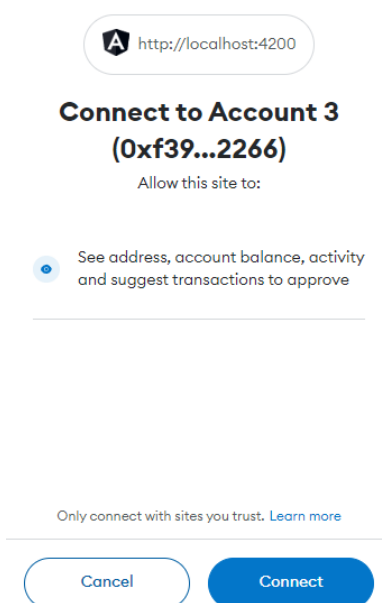 http://localhost:4200
Connect to Account 3
(0xf39...2266)
Allow this site to:
See address, account balance, activity
and suggest transactions to approve
Only connect with sites you trust. Learn more
Cancel Connect